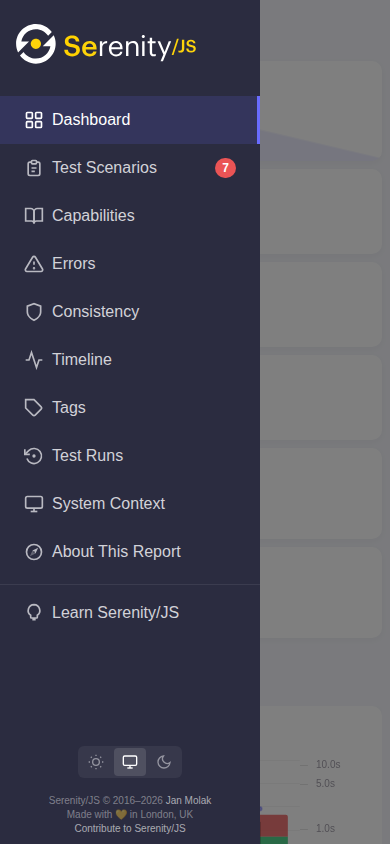 Serenity/JS
Dashboard
Test Scenarios 7
Capabilities
Errors
Consistency
Timeline
Tags
Test Runs
System Context
About This Report
Learn Serenity/JS
10.0s
5.0s
1.0s
Serenity/JS © 2016–2026 Jan Molak
Made with 🧡 in London, UK
Contribute to Serenity/JS